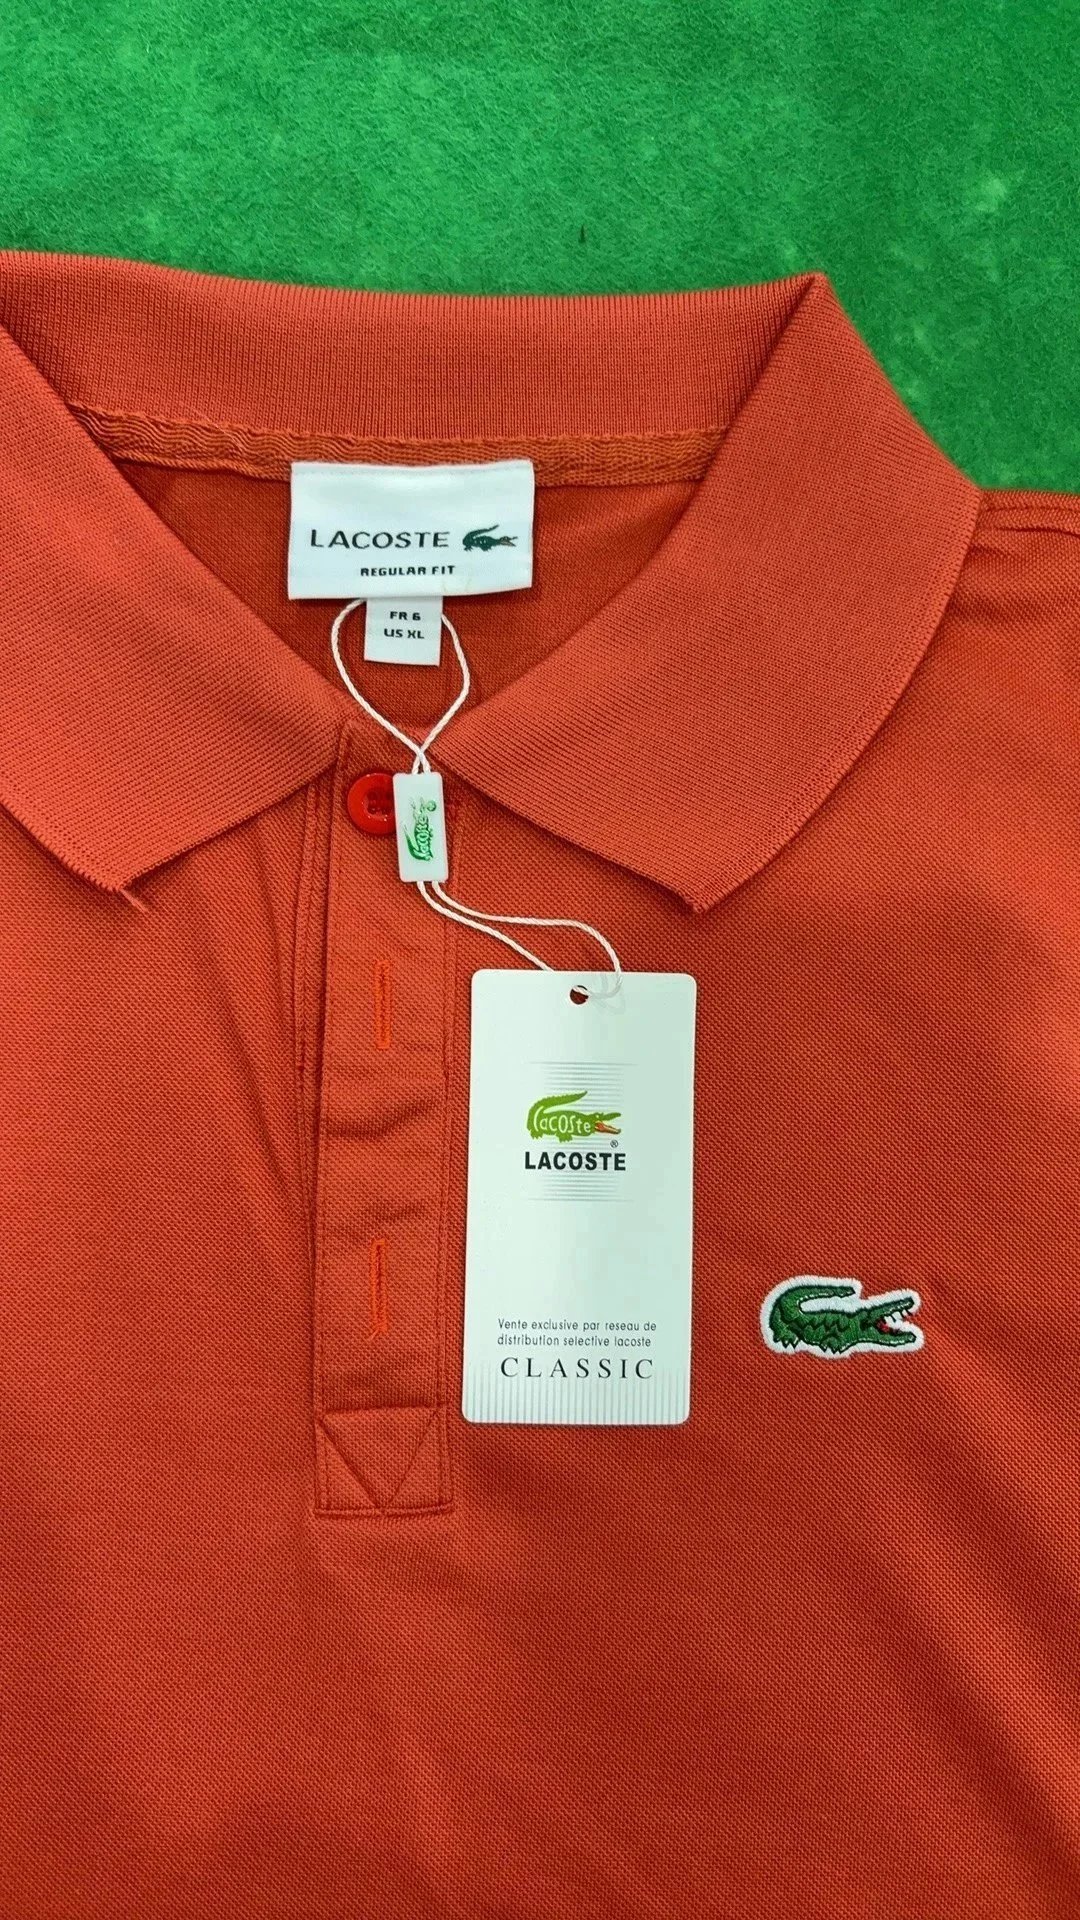 LACOSTE
REGULAR FIT
FR 6
US XL
Lacoste
Lacoste
®
LACOSTE
Vente exclusive par reseau de
distribution selective lacoste
CLASSIC